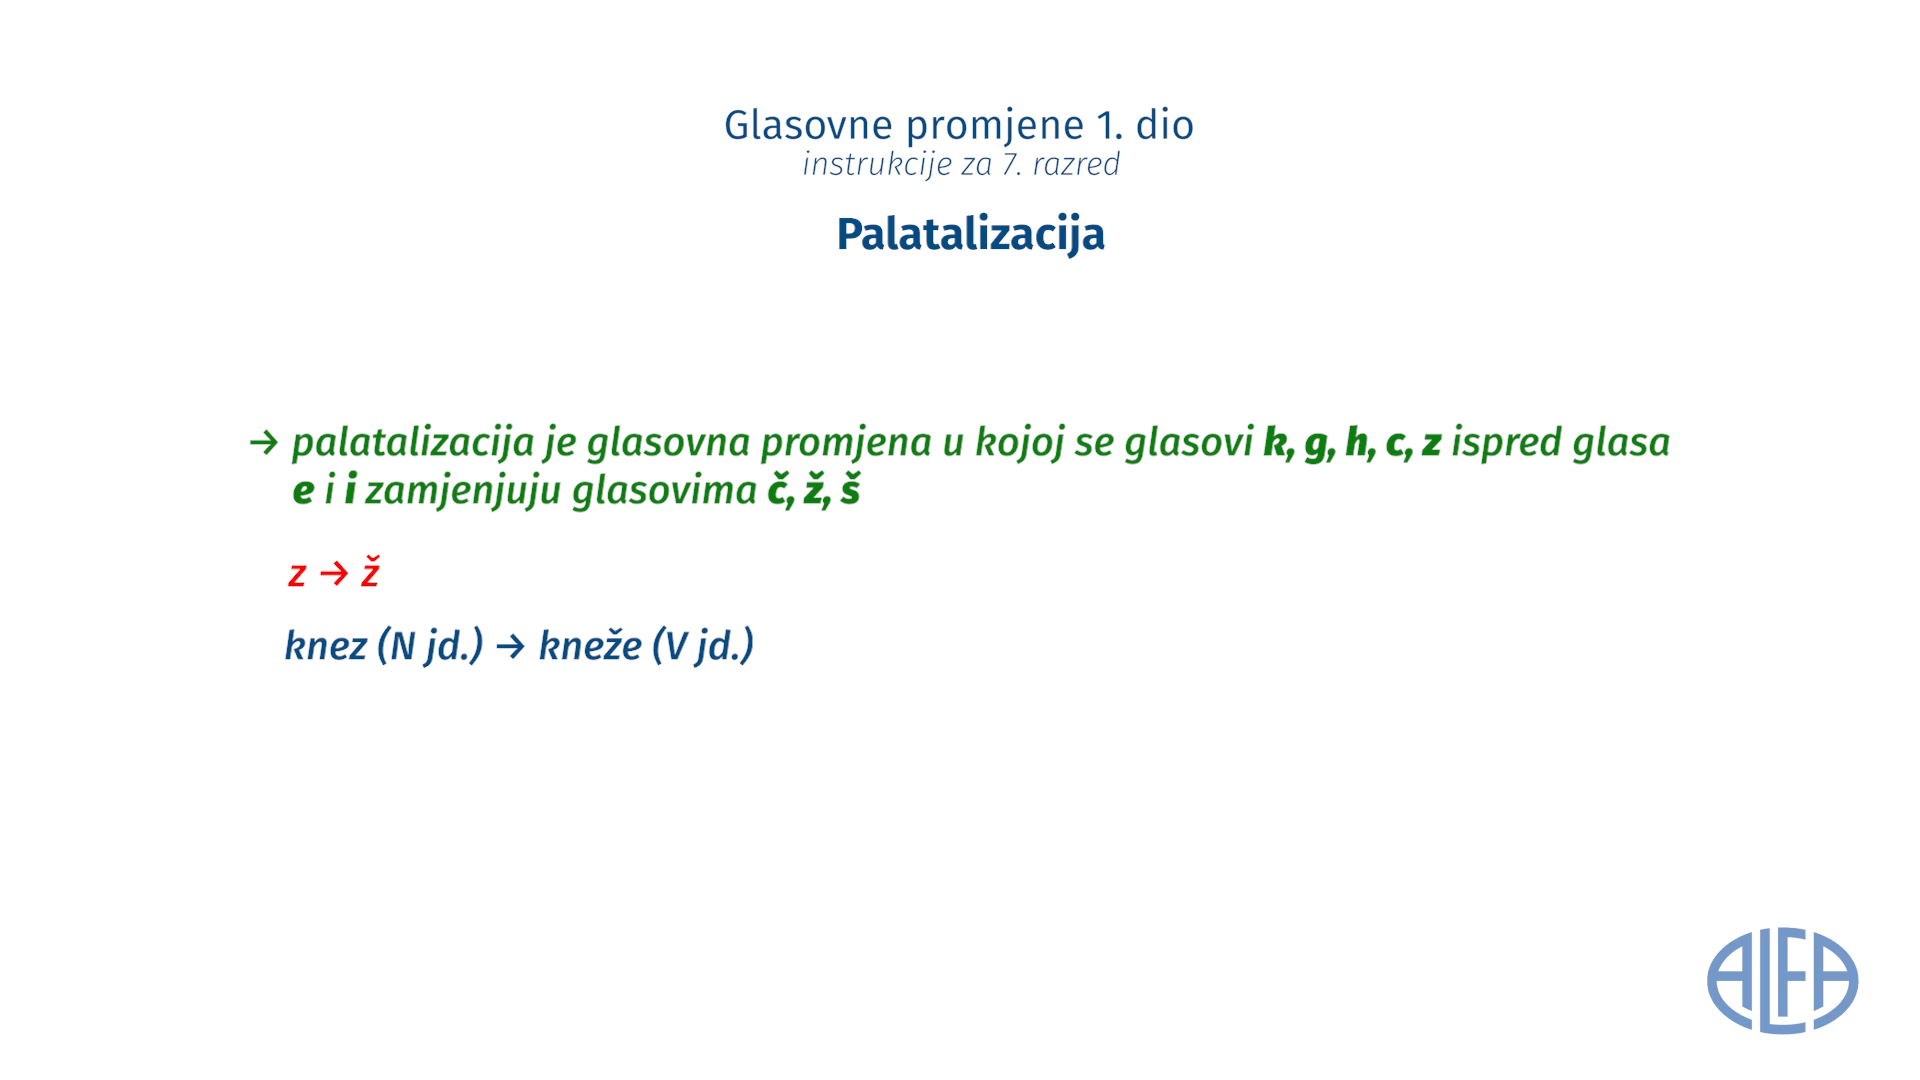 Glasovne promjene 1. dio
instrukcije za 7. razred
Palatalizacija
→ palatalizacija je glasovna promjena u kojoj se glasovi k, g, h, c, z ispred glasa
e i i zamjenjuju glasovima č, ž, š
z → ž
knez (N jd.) → kneže (V jd.)
ALFA